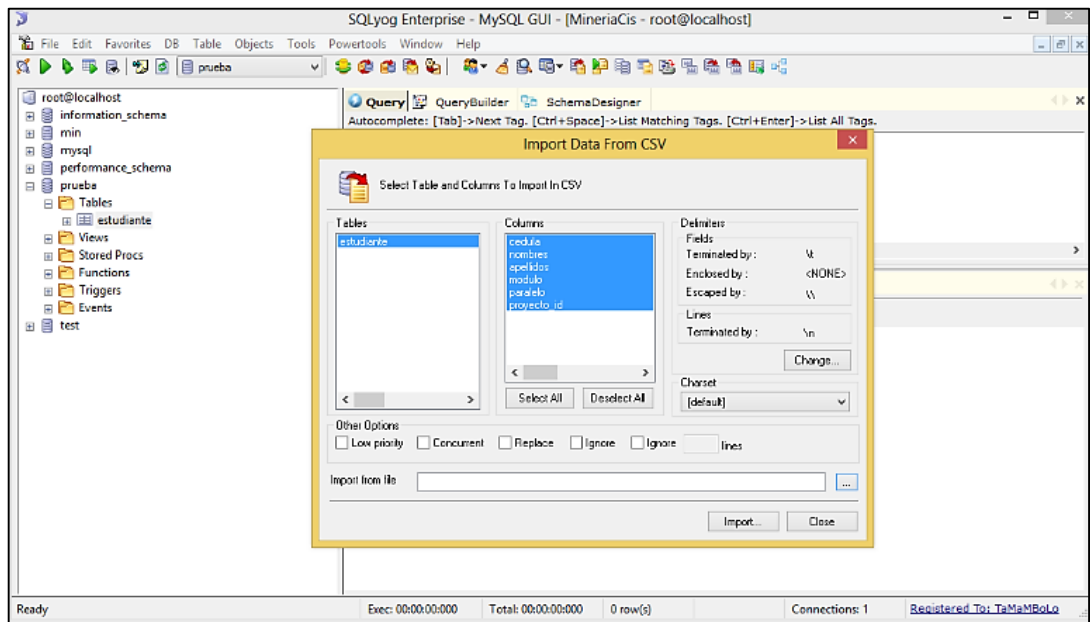 SQLyog Enterprise - MySQL GUI - [MineriaCis - root@localhost]
File Edit Favorites DB Table Objects Tools Powertools Window Help
prueba
root@localhost
information_schema
min
mysql
performance_schema
prueba
Tables
estudiante
Views
Stored Procs
Functions
Triggers
Events
test
Query QueryBuilder SchemaDesigner
Autocomplete: [Tab]->Next Tag. [Ctrl+Space]->List Matching Tags. [Ctrl+Enter]->List All Tags.
Import Data From CSV
Select Table and Columns To Import In CSV
Tables
estudiante
Columns
cedula
nombres
apellidos
modulo
paralelo
proyecto_id
Select All Deselect All
Delimiters
Fields
Terminated by : \t
Enclosed by : <NONE>
Escaped by : \\
Lines
Terminated by : \n
Change...
Charset
[default]
Other Options
Low priority Concurrent Replace Ignore Ignore lines
Import from file ...
Import... Close
Ready Exec: 00:00:00:000 Total: 00:00:00:000 0 row(s) Connections: 1 Registered To: TaMaMBoLo